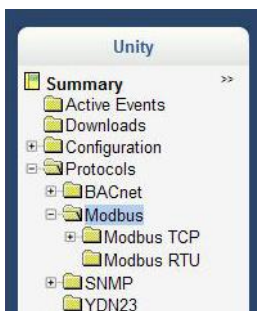 Unity
Summary >>
Active Events
Downloads
Configuration
Protocols
BACnet
Modbus
Modbus TCP
Modbus RTU
SNMP
YDN23